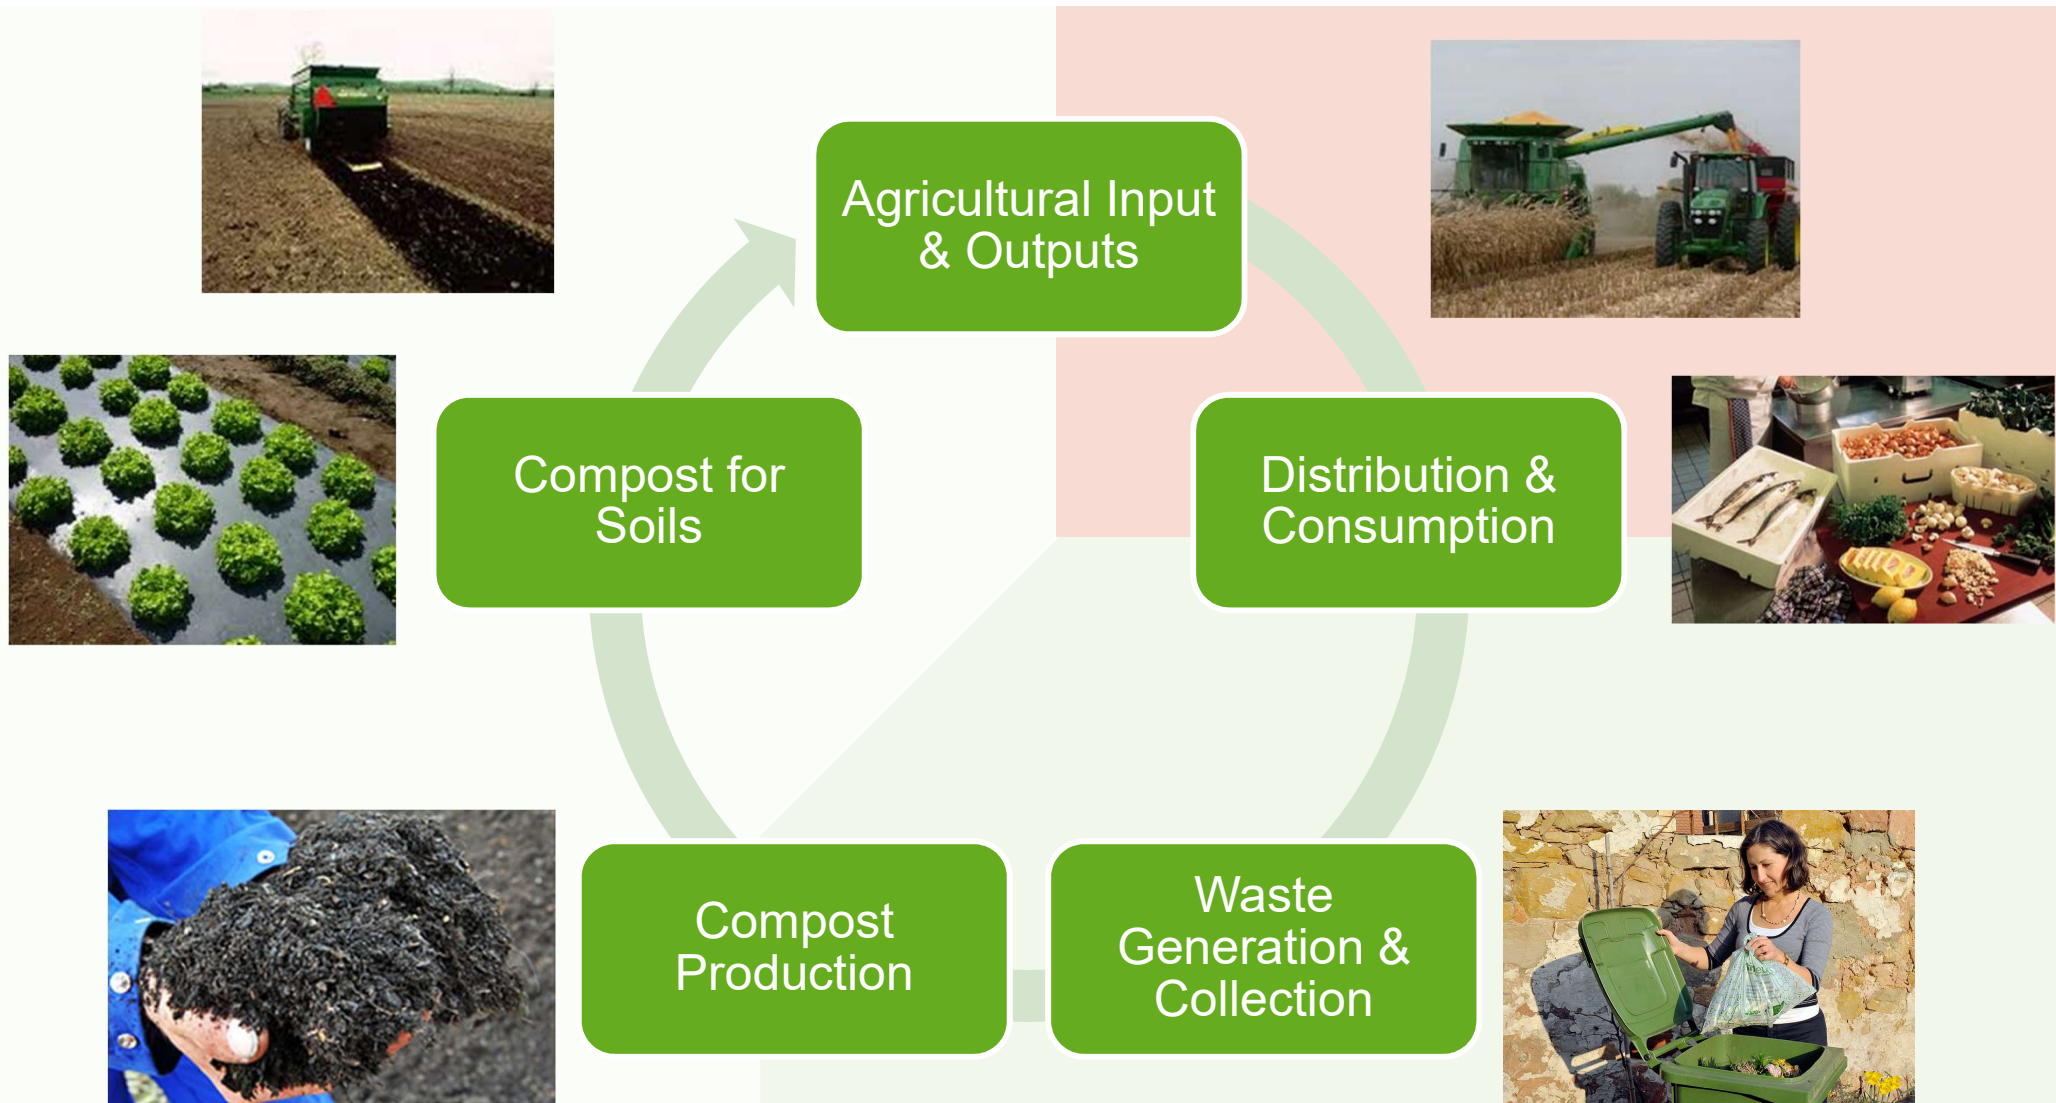 Agricultural Input
& Outputs
Distribution &
Consumption
Waste
Generation &
Collection
Compost
Production
Compost for
Soils